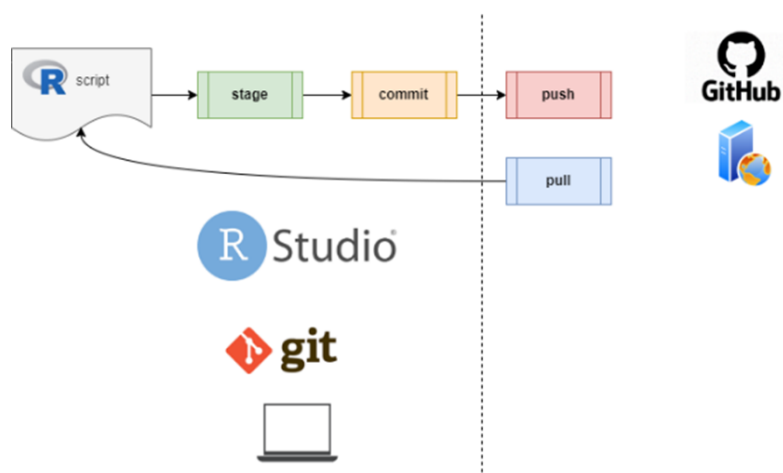 R script
stage
commit
push
GitHub
pull
R Studio®
git